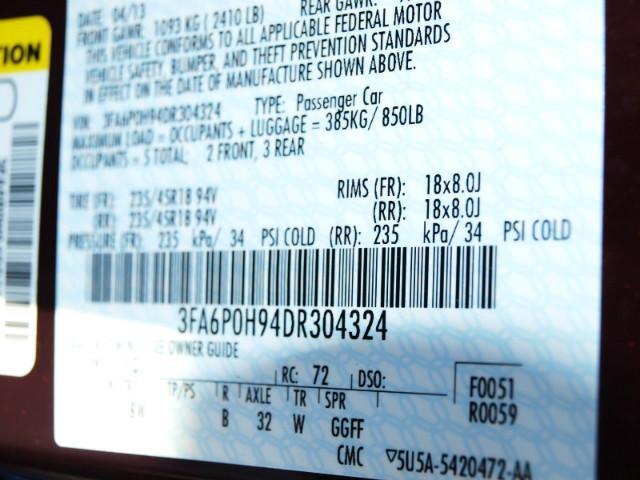 DATE: 04/13
REAR GAWR:
FRONT GAWR: 1093 KG ( 2410 LB)
THIS VEHICLE CONFORMS TO ALL APPLICABLE FEDERAL MOTOR
VEHICLE SAFETY, BUMPER, AND THEFT PREVENTION STANDARDS
IN EFFECT ON THE DATE OF MANUFACTURE SHOWN ABOVE.
VIN: 3FA6P0H94DR304324 TYPE: Passenger Car
MAXIMUM LOAD = OCCUPANTS + LUGGAGE = 385KG/ 850LB
OCCUPANTS = 5 TOTAL: 2 FRONT, 3 REAR
TIRE (FR): 235/45R18 94V RIMS (FR): 18x8.0J
(RR): 235/45R18 94V (RR): 18x8.0J
PRESSURE (FR): 235 kPa/ 34 PSI COLD (RR): 235 kPa/ 34 PSI COLD
3FA6P0H94DR304324
OWNER GUIDE
RC: 72 DSO:
F0051
R0059
TP/PS R AXLE TR SPR
B 32 W GGFF
CMC ▽5U5A-5420472-AA